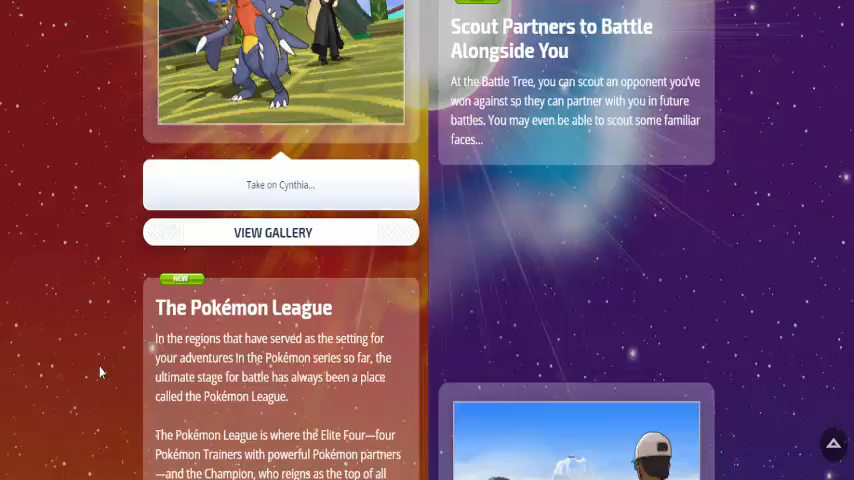 Take on Cynthia...
VIEW GALLERY
NEW
The Pokémon League
In the regions that have served as the setting for
your adventures in the Pokémon series so far, the
ultimate stage for battle has always been a place
called the Pokémon League.
The Pokémon League is where the Elite Four—four
Pokémon Trainers with powerful Pokémon partners
—and the Champion, who reigns as the top of all
Scout Partners to Battle
Alongside You
At the Battle Tree, you can scout an opponent you've
won against so they can partner with you in future
battles. You may even be able to scout some familiar
faces...